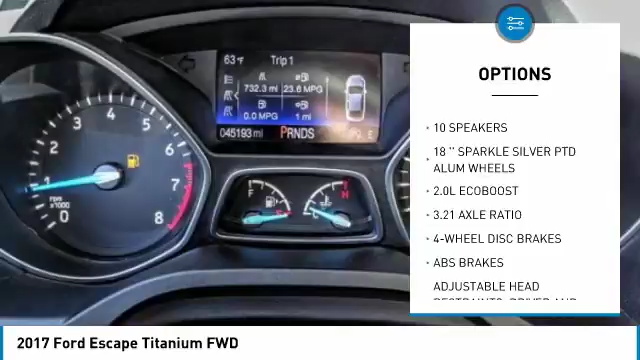 63°F Trip 1
732.3 mi 23.6 MPG
0.0 MPG 1 mi
045193 mi PRNDS E
0 1 2 3 4 5 6 7 8
rpm
x1000
F
H
C
OPTIONS
10 SPEAKERS
18 '' SPARKLE SILVER PTD
ALUM WHEELS
2.0L ECOBOOST
3.21 AXLE RATIO
4-WHEEL DISC BRAKES
ABS BRAKES
ADJUSTABLE HEAD
RESTRAINTS: DRIVER AND
2017 Ford Escape Titanium FWD